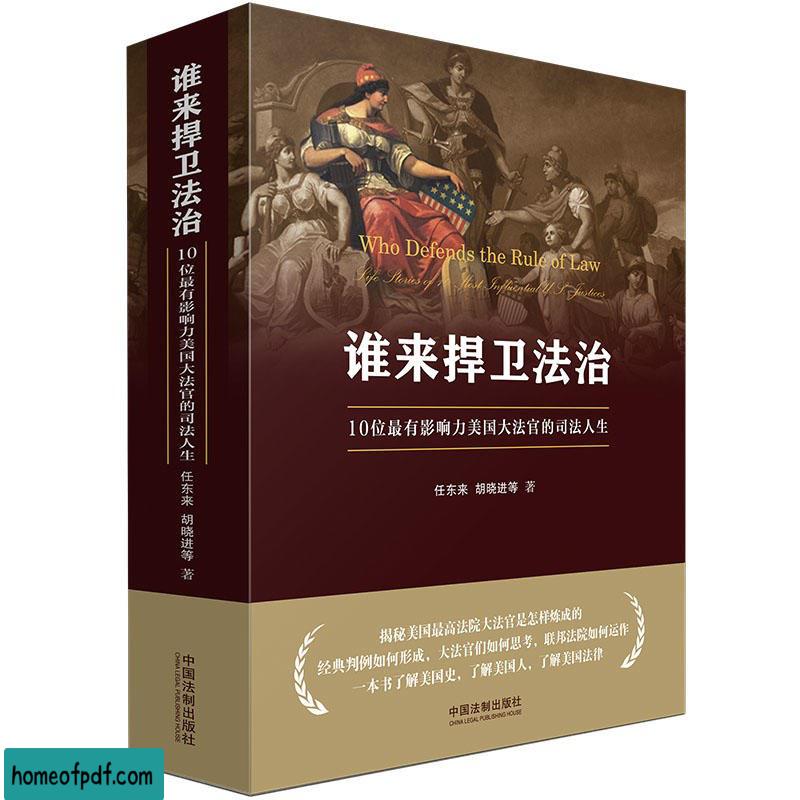 谁来捍卫法治
10位最有影响力美国大法官的司法人生
任东来 胡晓进等 著
中国法制出版社
CHINA LEGAL PUBLISHING HOUSE
Who Defends the Rule of Law
Life Stories of 10 Most Influential U.S. Justices
谁来捍卫法治
10位最有影响力美国大法官的司法人生
任东来 胡晓进等 著
揭秘美国最高法院大法官是怎样炼成的
经典判例如何形成,大法官们如何思考,联邦法院如何运作
一本书了解美国史,了解美国人,了解美国法律
中国法制出版社
CHINA LEGAL PUBLISHING HOUSE
homeofpdf.com